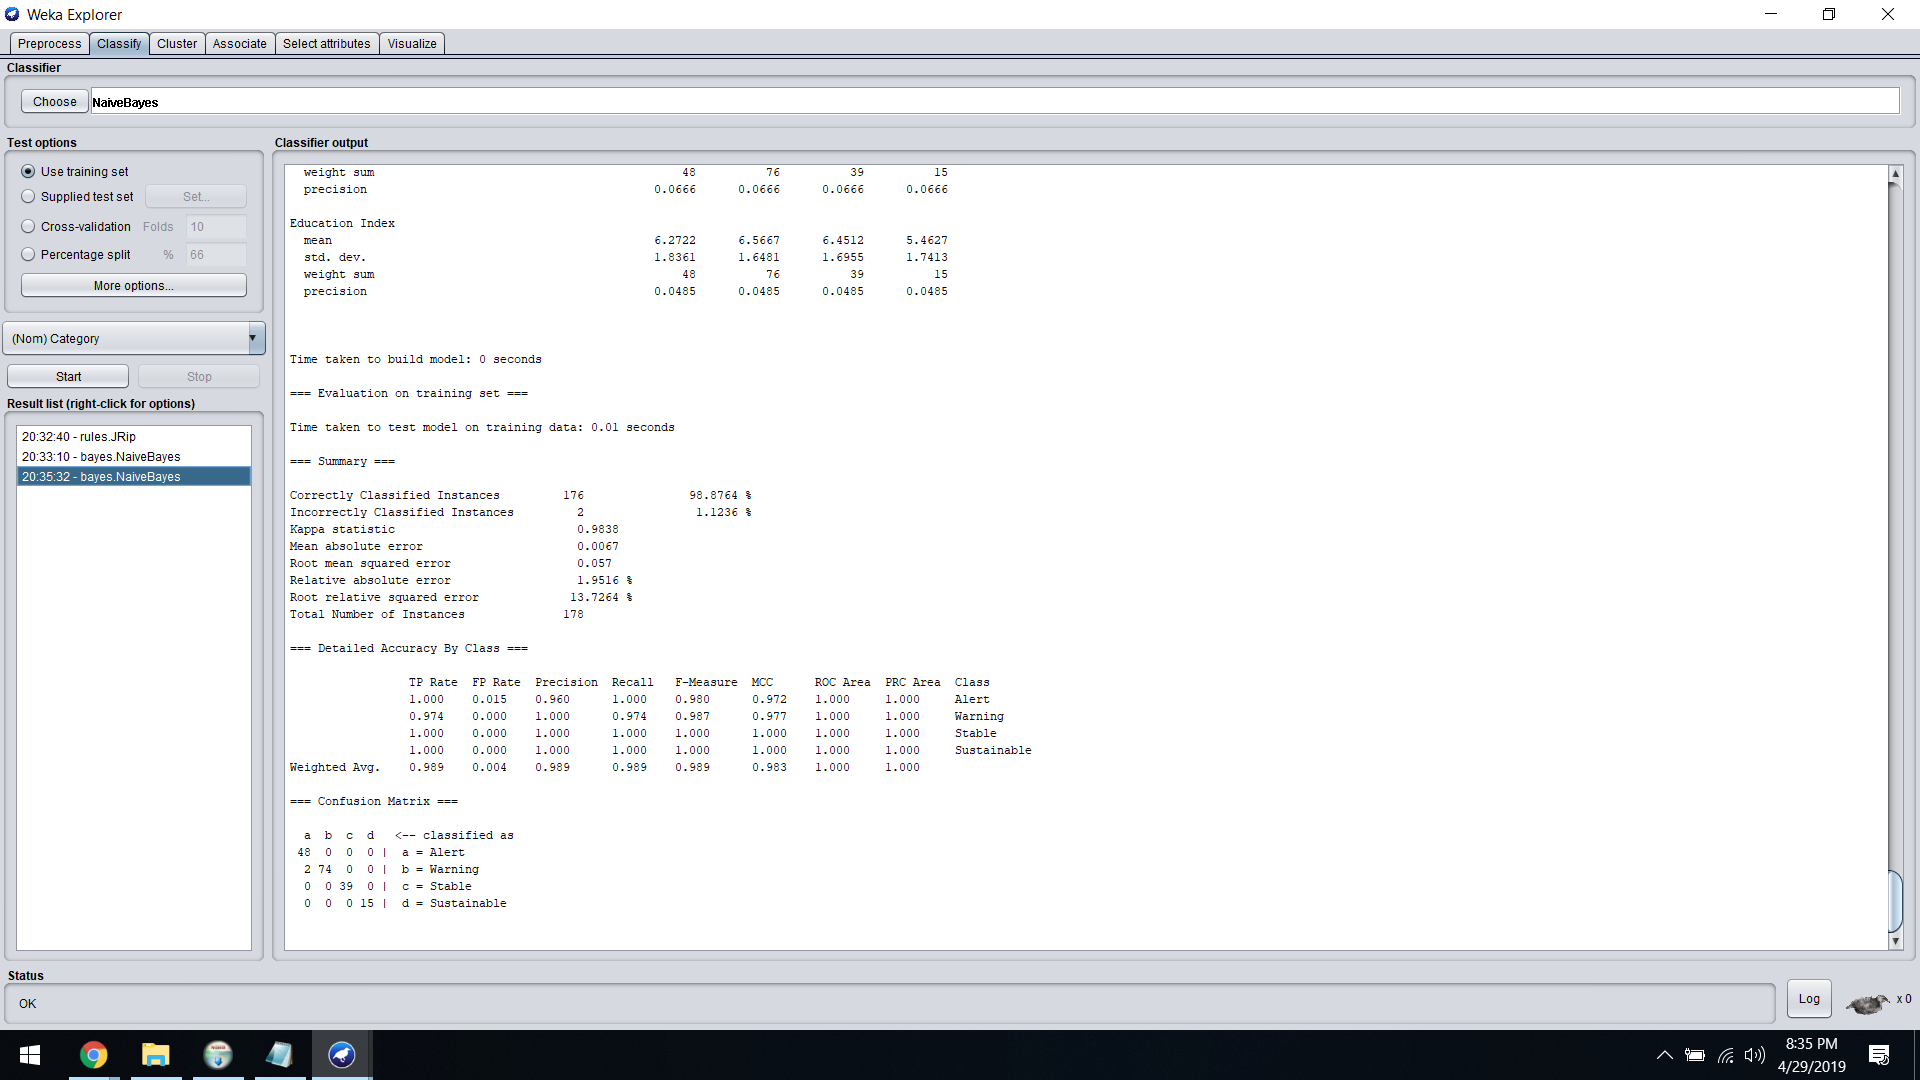 Weka Explorer
Preprocess Classify Cluster Associate Select attributes Visualize
Classifier
Choose NaiveBayes
Test options
Use training set
Supplied test set Set...
Cross-validation Folds 10
Percentage split % 66
More options...
(Nom) Category
Start Stop
Result list (right-click for options)
20:32:40 - rules.JRip
20:33:10 - bayes.NaiveBayes
20:35:32 - bayes.NaiveBayes
Classifier output
weight sum 48 76 39 15
precision 0.0666 0.0666 0.0666 0.0666
Education Index
mean 6.2722 6.5667 6.4512 5.4627
std. dev. 1.8361 1.6481 1.6955 1.7413
weight sum 48 76 39 15
precision 0.0485 0.0485 0.0485 0.0485
Time taken to build model: 0 seconds
=== Evaluation on training set ===
Time taken to test model on training data: 0.01 seconds
=== Summary ===
Correctly Classified Instances 176 98.8764 %
Incorrectly Classified Instances 2 1.1236 %
Kappa statistic 0.9838
Mean absolute error 0.0067
Root mean squared error 0.057
Relative absolute error 1.9516 %
Root relative squared error 13.7264 %
Total Number of Instances 178
=== Detailed Accuracy By Class ===
TP Rate FP Rate Precision Recall F-Measure MCC ROC Area PRC Area Class
1.000 0.015 0.960 1.000 0.980 0.972 1.000 1.000 Alert
0.974 0.000 1.000 0.974 0.987 0.977 1.000 1.000 Warning
1.000 0.000 1.000 1.000 1.000 1.000 1.000 1.000 Stable
1.000 0.000 1.000 1.000 1.000 1.000 1.000 1.000 Sustainable
Weighted Avg. 0.989 0.004 0.989 0.989 0.989 0.983 1.000 1.000
=== Confusion Matrix ===
a b c d <-- classified as
48 0 0 0 | a = Alert
2 74 0 0 | b = Warning
0 0 39 0 | c = Stable
0 0 0 15 | d = Sustainable
Status
OK
Log x 0
8:35 PM
4/29/2019